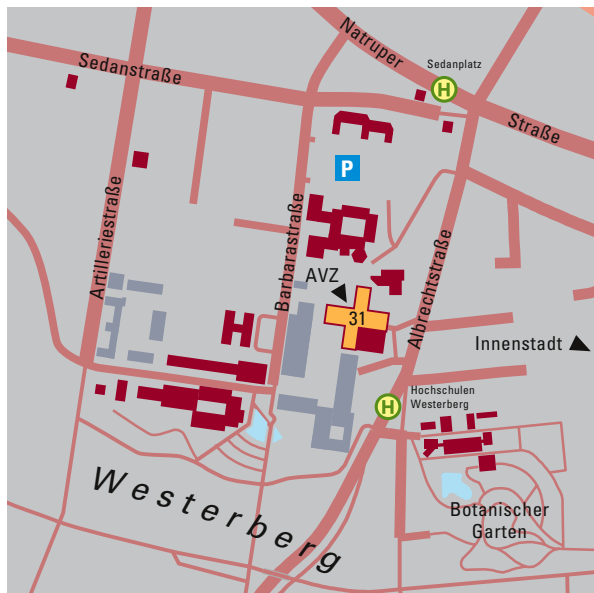 Natruper
Sedanplatz
Sedanstraße
H
Straße
P
Artilleriestraße
Barbarastraße
Albrechtstraße
AVZ
31
Innenstadt
Hochschulen
Westerberg
H
Westerberg
Botanischer
Garten